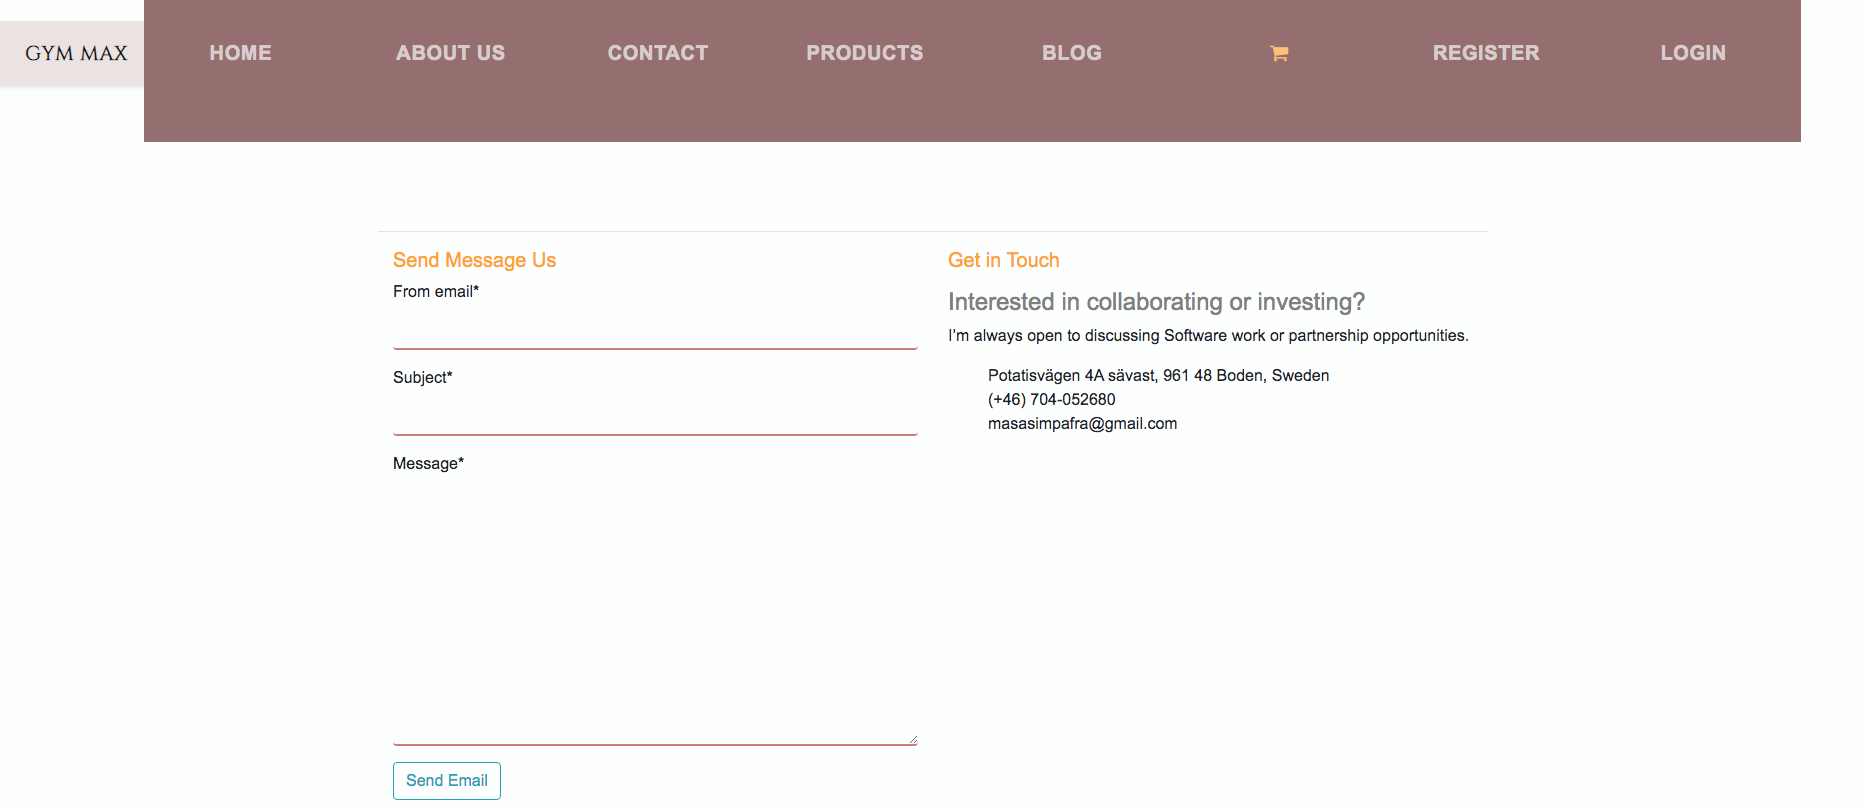 GYM MAX
HOME ABOUT US CONTACT PRODUCTS BLOG REGISTER LOGIN
Send Message Us
From email*
Subject*
Message*
Send Email
Get in Touch
Interested in collaborating or investing?
I'm always open to discussing Software work or partnership opportunities.
Potatisvägen 4A sävast, 961 48 Boden, Sweden
(+46) 704-052680
masasimpafra@gmail.com